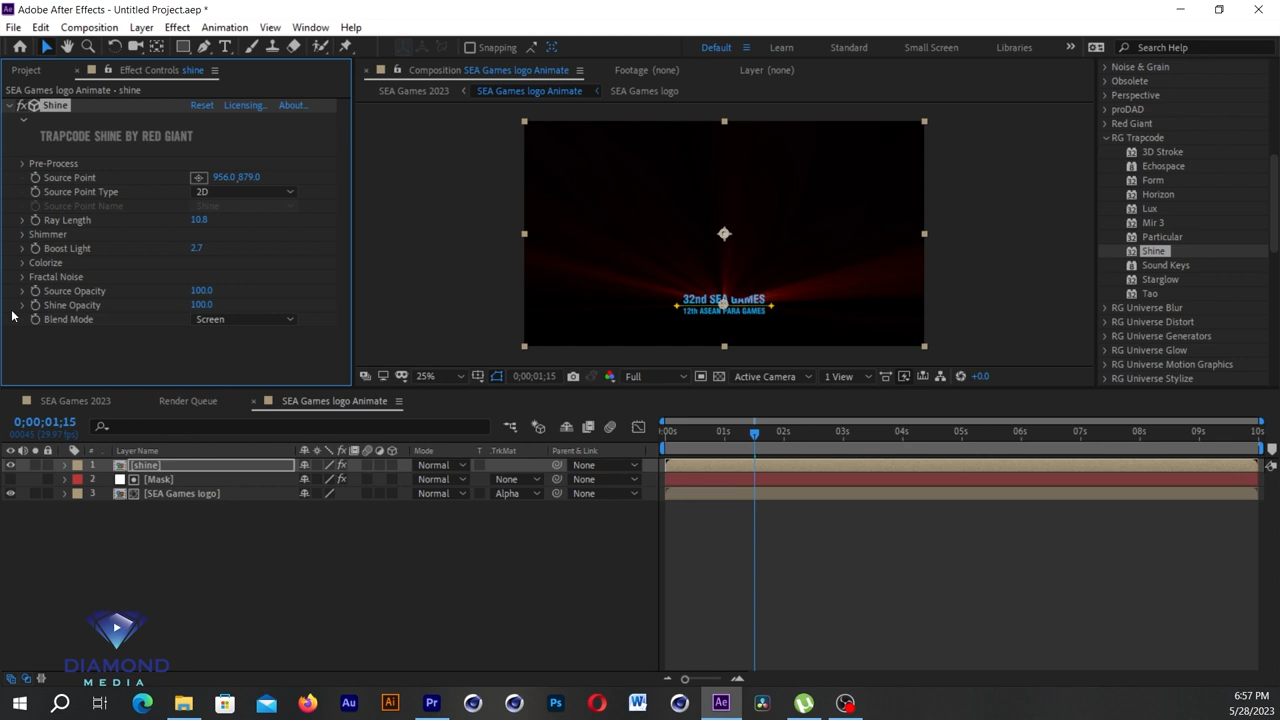 Adobe After Effects - Untitled Project.aep *
File Edit Composition Layer Effect Animation View Window Help
Snapping
Default Learn Standard Small Screen Libraries Search Help
Project Effect Controls shine
SEA Games logo Animate • shine
fx Shine Reset Licensing... About...
TRAPCODE SHINE BY RED GIANT
Pre-Process
Source Point 956.0,879.0
Source Point Type 2D
Source Point Name Shine
Ray Length 10.8
Shimmer
Boost Light 2.7
Colorize
Fractal Noise
Source Opacity 100.0
Shine Opacity 100.0
Blend Mode Screen
Composition SEA Games logo Animate Footage (none) Layer (none)
SEA Games 2023 SEA Games logo Animate SEA Games logo
32nd SEA GAMES
12th ASEAN PARA GAMES
25% 0;00;01;15 Full Active Camera 1 View +0.0
Noise & Grain
Obsolete
Perspective
proDAD
Red Giant
RG Trapcode
3D Stroke
Echospace
Form
Horizon
Lux
Mir 3
Particular
Shine
Sound Keys
Starglow
Tao
RG Universe Blur
RG Universe Distort
RG Universe Generators
RG Universe Glow
RG Universe Motion Graphics
RG Universe Stylize
SEA Games 2023 Render Queue SEA Games logo Animate
0;00;01;15
00045 (29.97 fps)
# Layer Name Mode T .TrkMat Parent & Link
1 [shine] Normal None
2 [Mask] Normal None None
3 [SEA Games logo] Normal Alpha None
:00s 01s 02s 03s 04s 05s 06s 07s 08s 09s 10s
DIAMOND
MEDIA
Au Ai Pr Ps W Ae
6:57 PM
5/28/2023